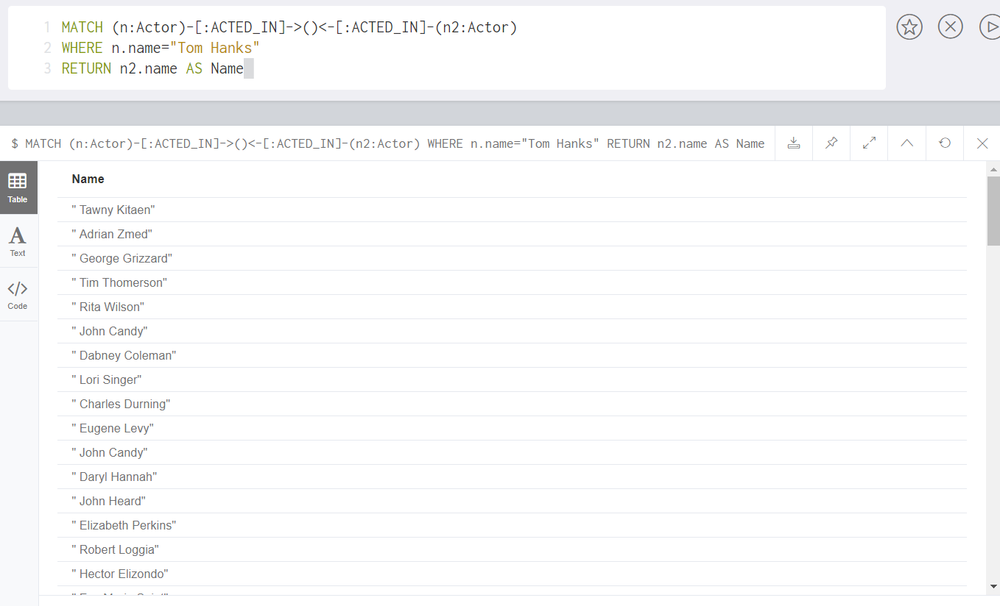 1 MATCH (n:Actor)-[:ACTED_IN]->()<-[:ACTED_IN]-(n2:Actor)
2 WHERE n.name="Tom Hanks"
3 RETURN n2.name AS Name
$ MATCH (n:Actor)-[:ACTED_IN]->()<-[:ACTED_IN]-(n2:Actor) WHERE n.name="Tom Hanks" RETURN n2.name AS Name
Table
Text
Code
Name
" Tawny Kitaen"
" Adrian Zmed"
" George Grizzard"
" Tim Thomerson"
" Rita Wilson"
" John Candy"
" Dabney Coleman"
" Lori Singer"
" Charles Durning"
" Eugene Levy"
" John Candy"
" Daryl Hannah"
" John Heard"
" Elizabeth Perkins"
" Robert Loggia"
" Hector Elizondo"